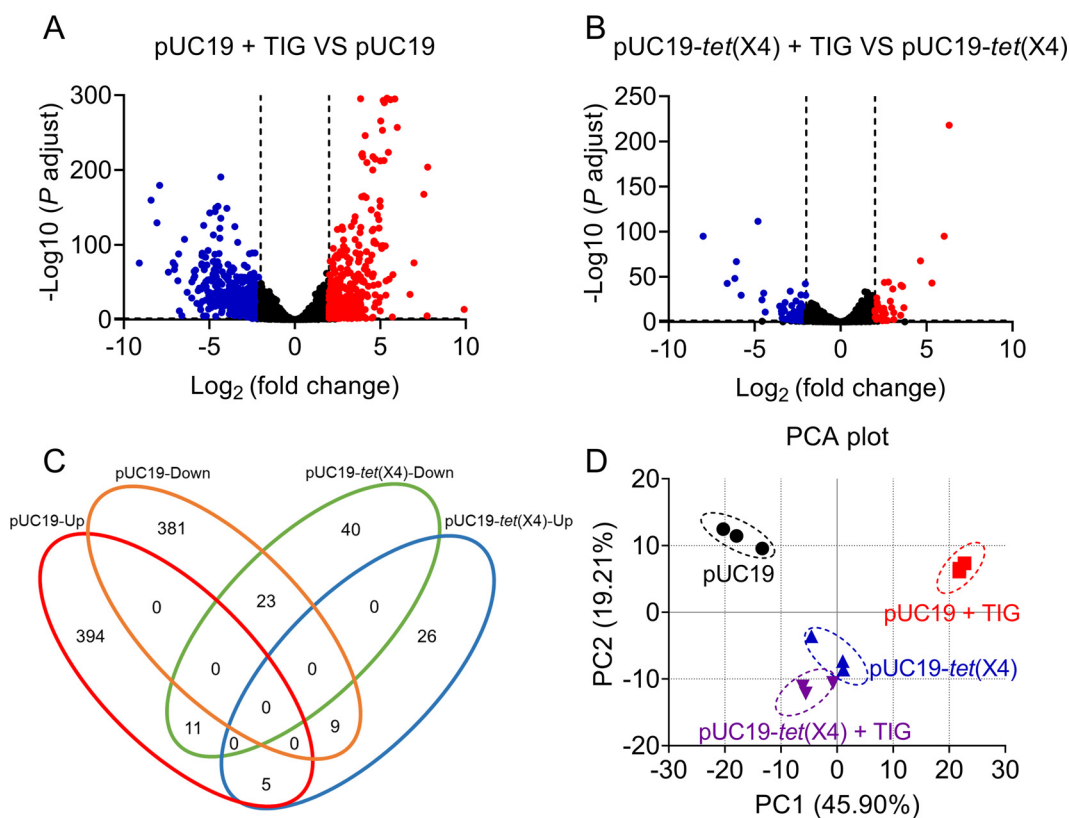 A
pUC19 + TIG VS pUC19
-Log10 (P adjust)
300
200
100
0
-10
-5
0
5
10
Log2 (fold change)
B
pUC19-tet(X4) + TIG VS pUC19-tet(X4)
-Log10 (P adjust)
250
200
150
100
50
0
-10
-5
0
5
10
Log2 (fold change)
C
pUC19-Down
pUC19-tet(X4)-Down
pUC19-Up
pUC19-tet(X4)-Up
381
40
0
23
0
394
26
0
0
0
11
0
0
9
5
PCA plot
D
PC2 (19.21%)
20
10
0
-10
-20
pUC19
pUC19 + TIG
pUC19-tet(X4)
pUC19-tet(X4) + TIG
-30
-20
-10
0
10
20
30
PC1 (45.90%)